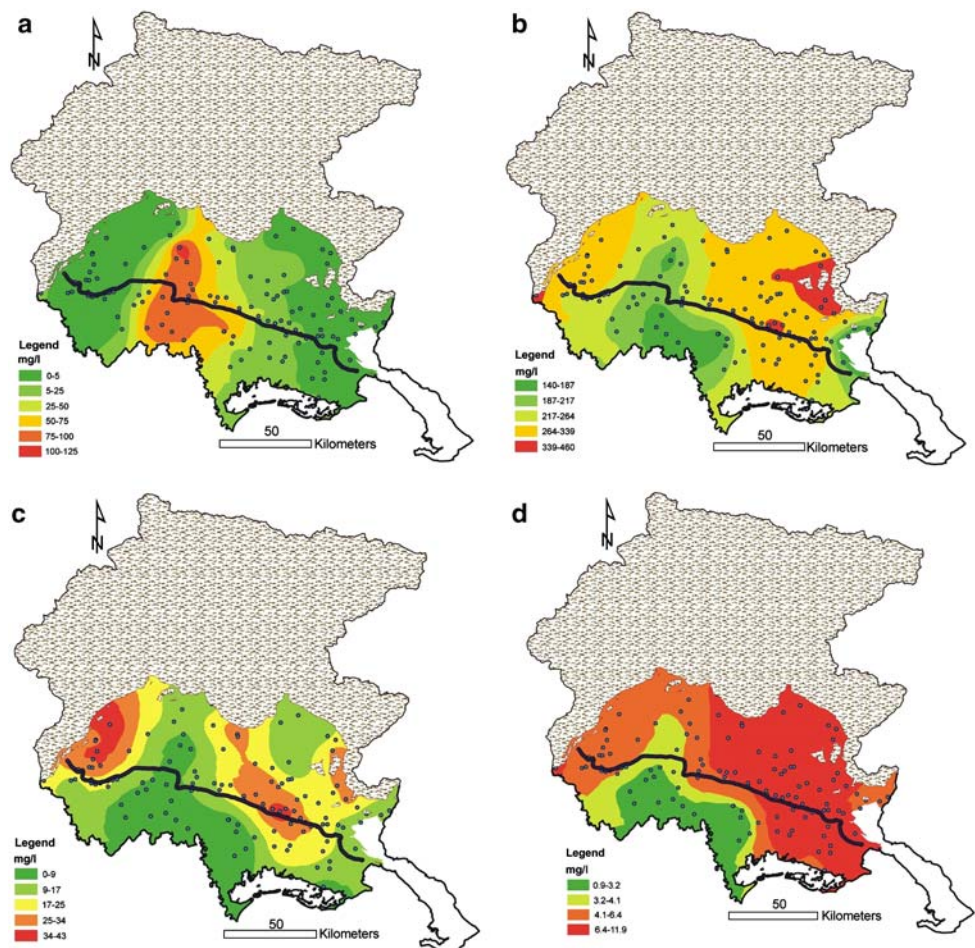 a
N
Legend
mg/l
0-5
5-25
25-50
50-75
75-100
100-125
50
Kilometers
b
N
Legend
mg/l
140-187
187-217
217-264
264-339
339-460
50
Kilometers
c
N
Legend
mg/l
0-9
9-17
17-25
25-34
34-43
50
Kilometers
d
N
Legend
mg/l
0.9-3.2
3.2-4.1
4.1-6.4
6.4-11.9
50
Kilometers